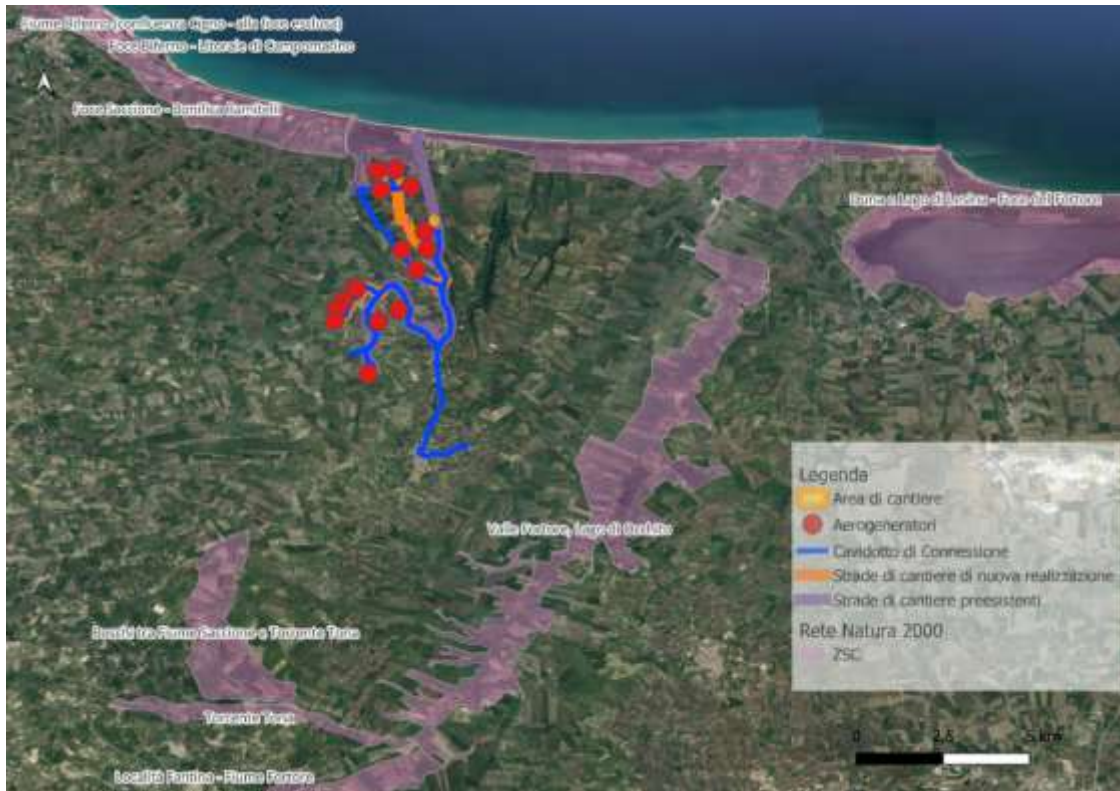 Fiume Biferno (confluenza Cigno - alla foce esclusa)
Foce Biferno - Litorale di Campomarino
Foce Saccione - Bonifica Ramitelli
Duna e Lago di Lesina - Foce del Fortore
Valle Fortore, Lago di Occhito
Boschi tra Fiume Saccione e Torrente Tona
Torrente Tona
Località Fantina - Fiume Fortore
Legenda
Area di cantiere
Aerogeneratori
Cavidotto di Connessione
Strade di cantiere di nuova realizzazione
Strade di cantiere preesistenti
Rete Natura 2000
ZSC
0 2.5 5 km